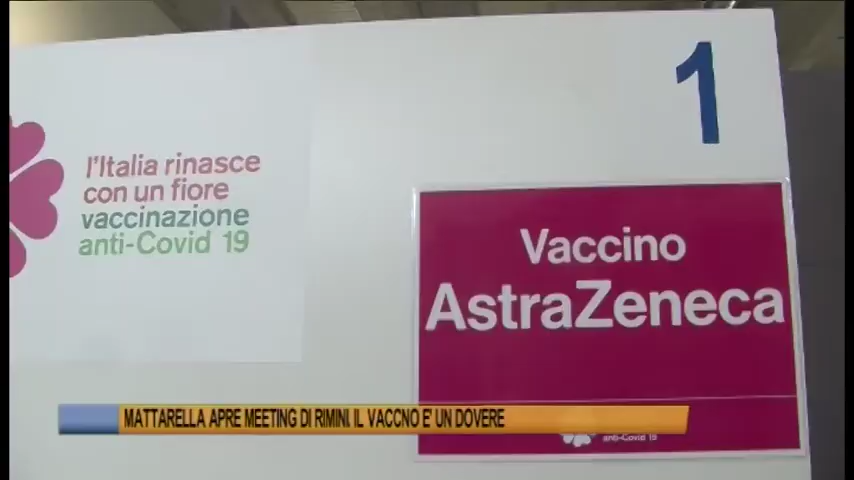 1
l'Italia rinasce
con un fiore
vaccinazione
anti-Covid 19
Vaccino
AstraZeneca
MATTARELLA APRE MEETING DI RIMINI. IL VACCNO E' UN DOVERE
anti-Covid 19